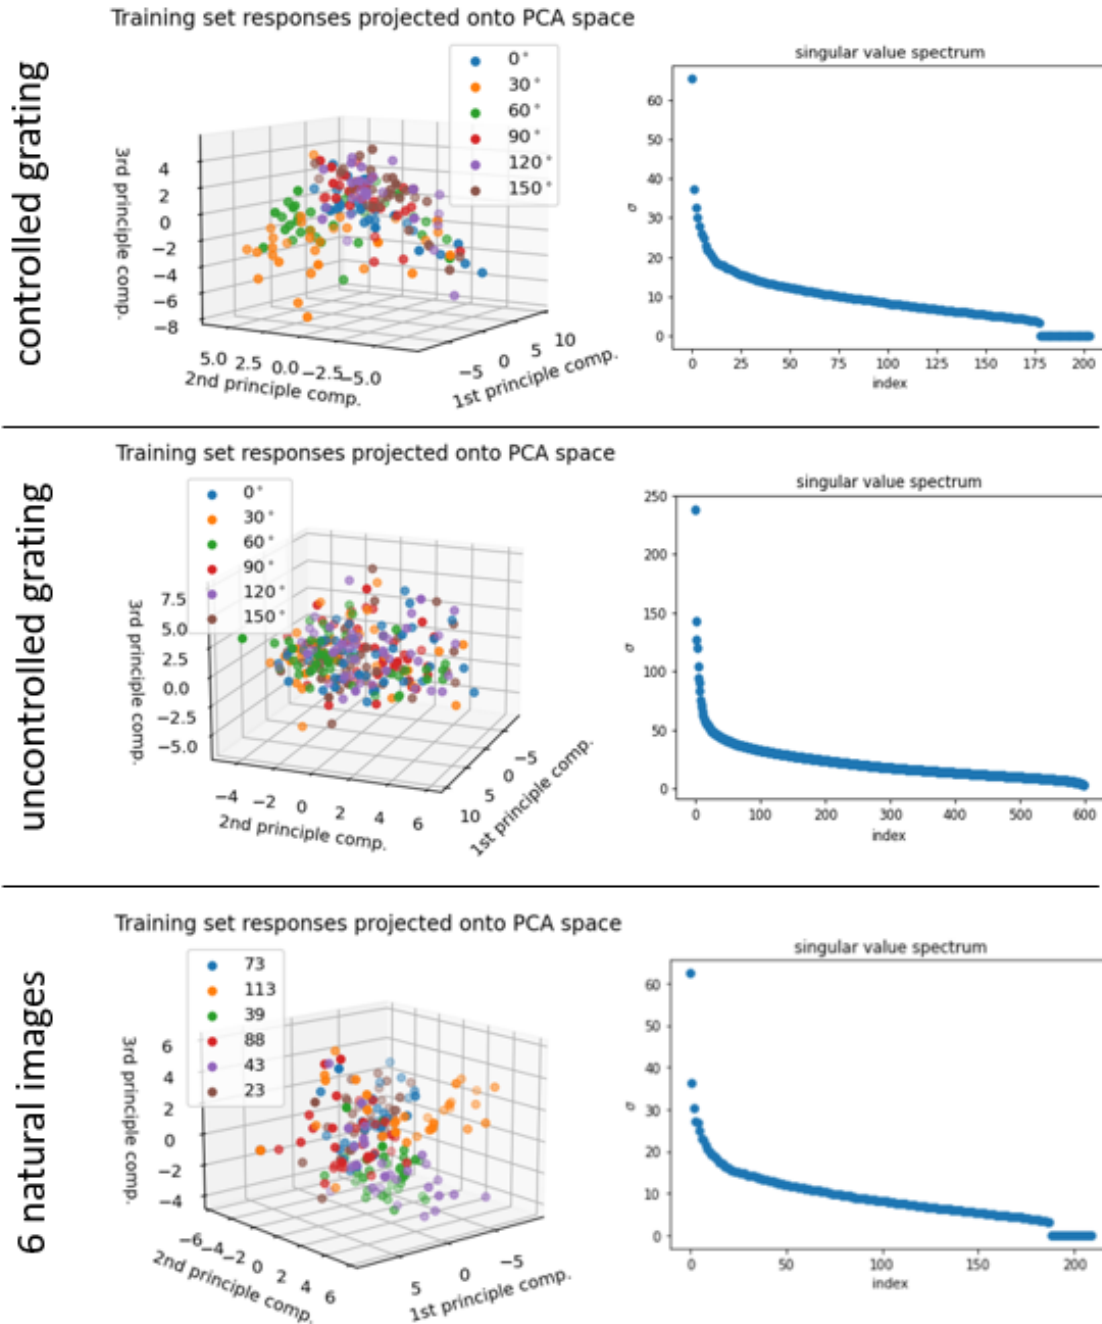 controlled grating
Training set responses projected onto PCA space
0°
30°
60°
90°
120°
150°
3rd principle comp.
4
2
0
−2
−4
−6
−8
5.0 2.5 0.0 −2.5 −5.0
2nd principle comp.
−5 0 5 10
1st principle comp.
singular value spectrum
σ
60
50
40
30
20
10
0
0 25 50 75 100 125 150 175 200
index
uncontrolled grating
Training set responses projected onto PCA space
0°
30°
60°
90°
120°
150°
3rd principle comp.
7.5
5.0
2.5
0.0
−2.5
−5.0
−4 −2 0 2 4 6
2nd principle comp.
10 5 0 −5
1st principle comp.
singular value spectrum
σ
250
200
150
100
50
0
0 100 200 300 400 500 600
index
6 natural images
Training set responses projected onto PCA space
73
113
39
88
43
23
3rd principle comp.
6
4
2
0
−2
−4
−6 −4 −2 0 2 4 6
2nd principle comp.
5 0 −5
1st principle comp.
singular value spectrum
σ
60
50
40
30
20
10
0
0 50 100 150 200
index